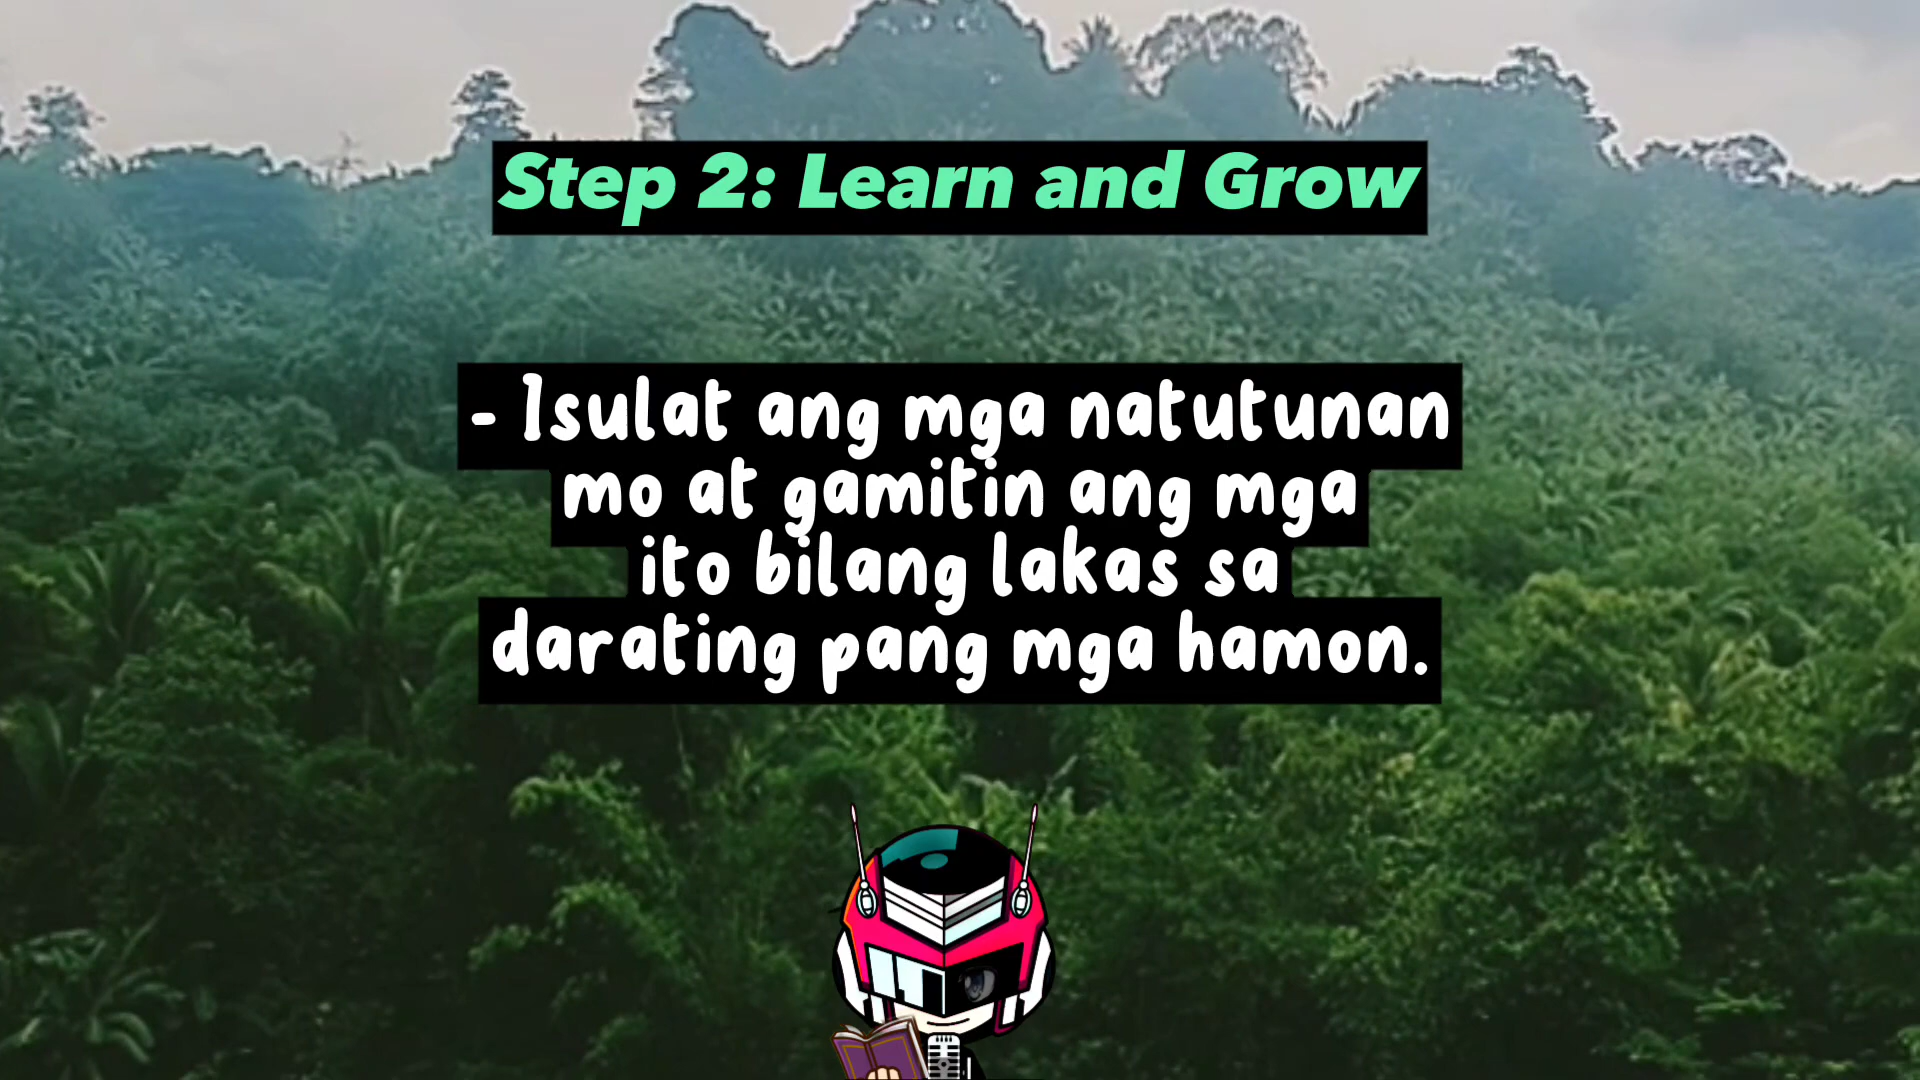 Step 2: Learn and Grow
- Isulat ang mga natutunan
mo at gamitin ang mga
ito bilang lakas sa
darating pang mga hamon.